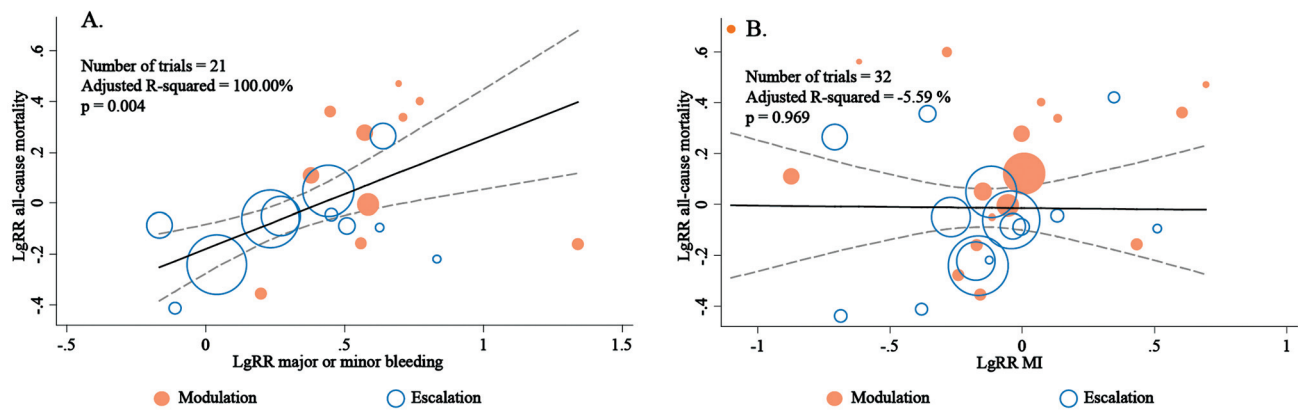 A.
Number of trials = 21
Adjusted R-squared = 100.00%
p = 0.004
LgRR all-cause mortality
.6
.4
.2
0
-.2
-.4
-.5
0
.5
1
1.5
LgRR major or minor bleeding
Modulation
Escalation
B.
Number of trials = 32
Adjusted R-squared = -5.59 %
p = 0.969
LgRR all-cause mortality
.6
.4
.2
0
-.2
-.4
-1
-.5
0
.5
1
LgRR MI
Modulation
Escalation